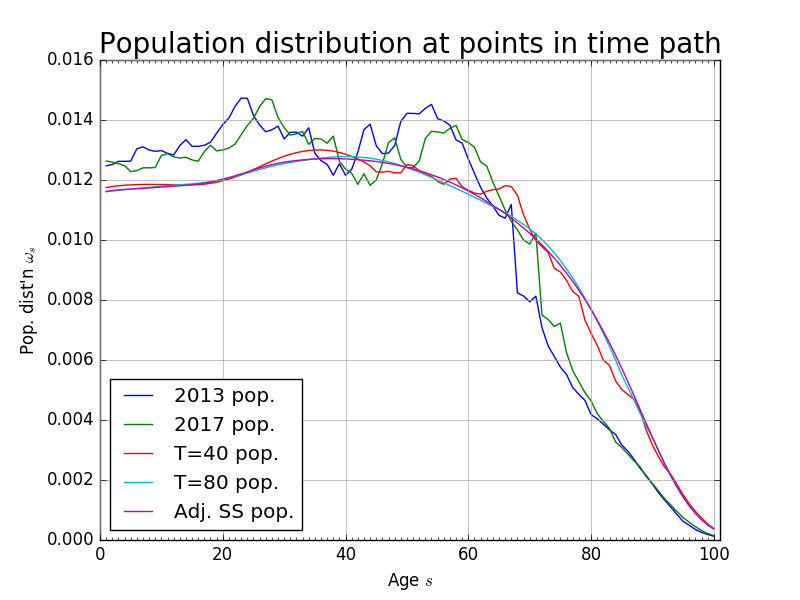 Population distribution at points in time path
0.016
0.014
0.012
0.010
0.008
0.006
0.004
0.002
0.000
Pop. dist'n ωₛ
2013 pop.
2017 pop.
T=40 pop.
T=80 pop.
Adj. SS pop.
0 20 40 60 80 100
Age s